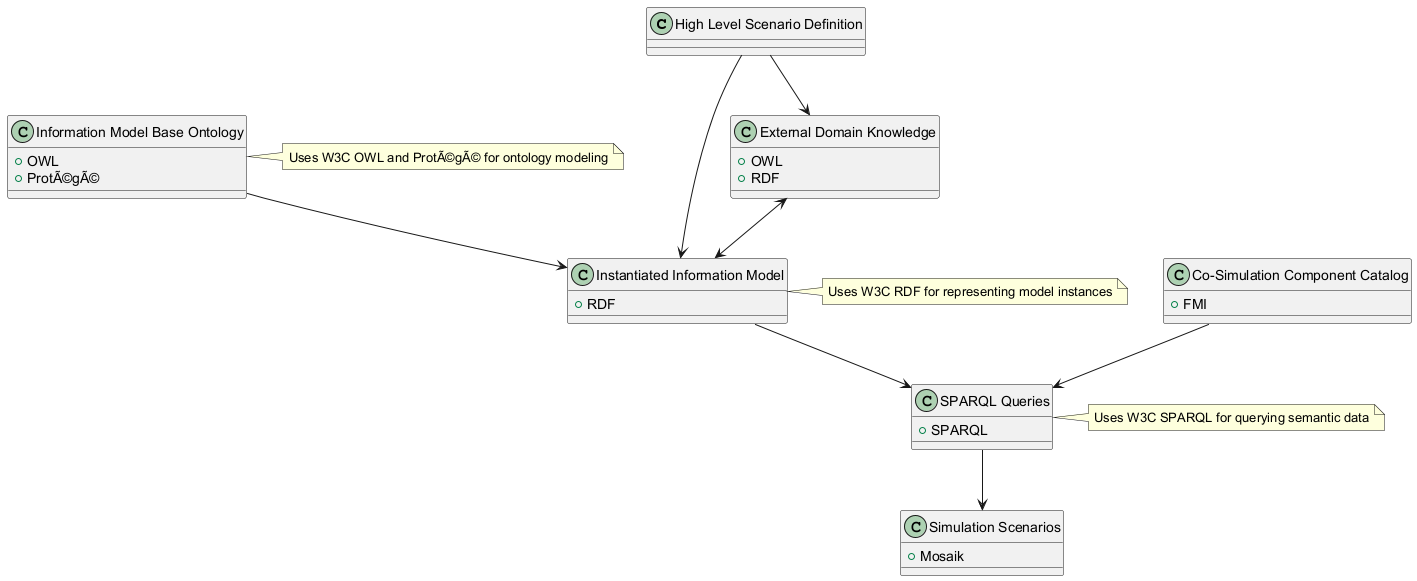 C High Level Scenario Definition
C Information Model Base Ontology
OWL
ProtÃ©gÃ©
Uses W3C OWL and ProtÃ©gÃ© for ontology modeling
C External Domain Knowledge
OWL
RDF
C Instantiated Information Model
RDF
Uses W3C RDF for representing model instances
C Co-Simulation Component Catalog
FMI
C SPARQL Queries
SPARQL
Uses W3C SPARQL for querying semantic data
C Simulation Scenarios
Mosaik